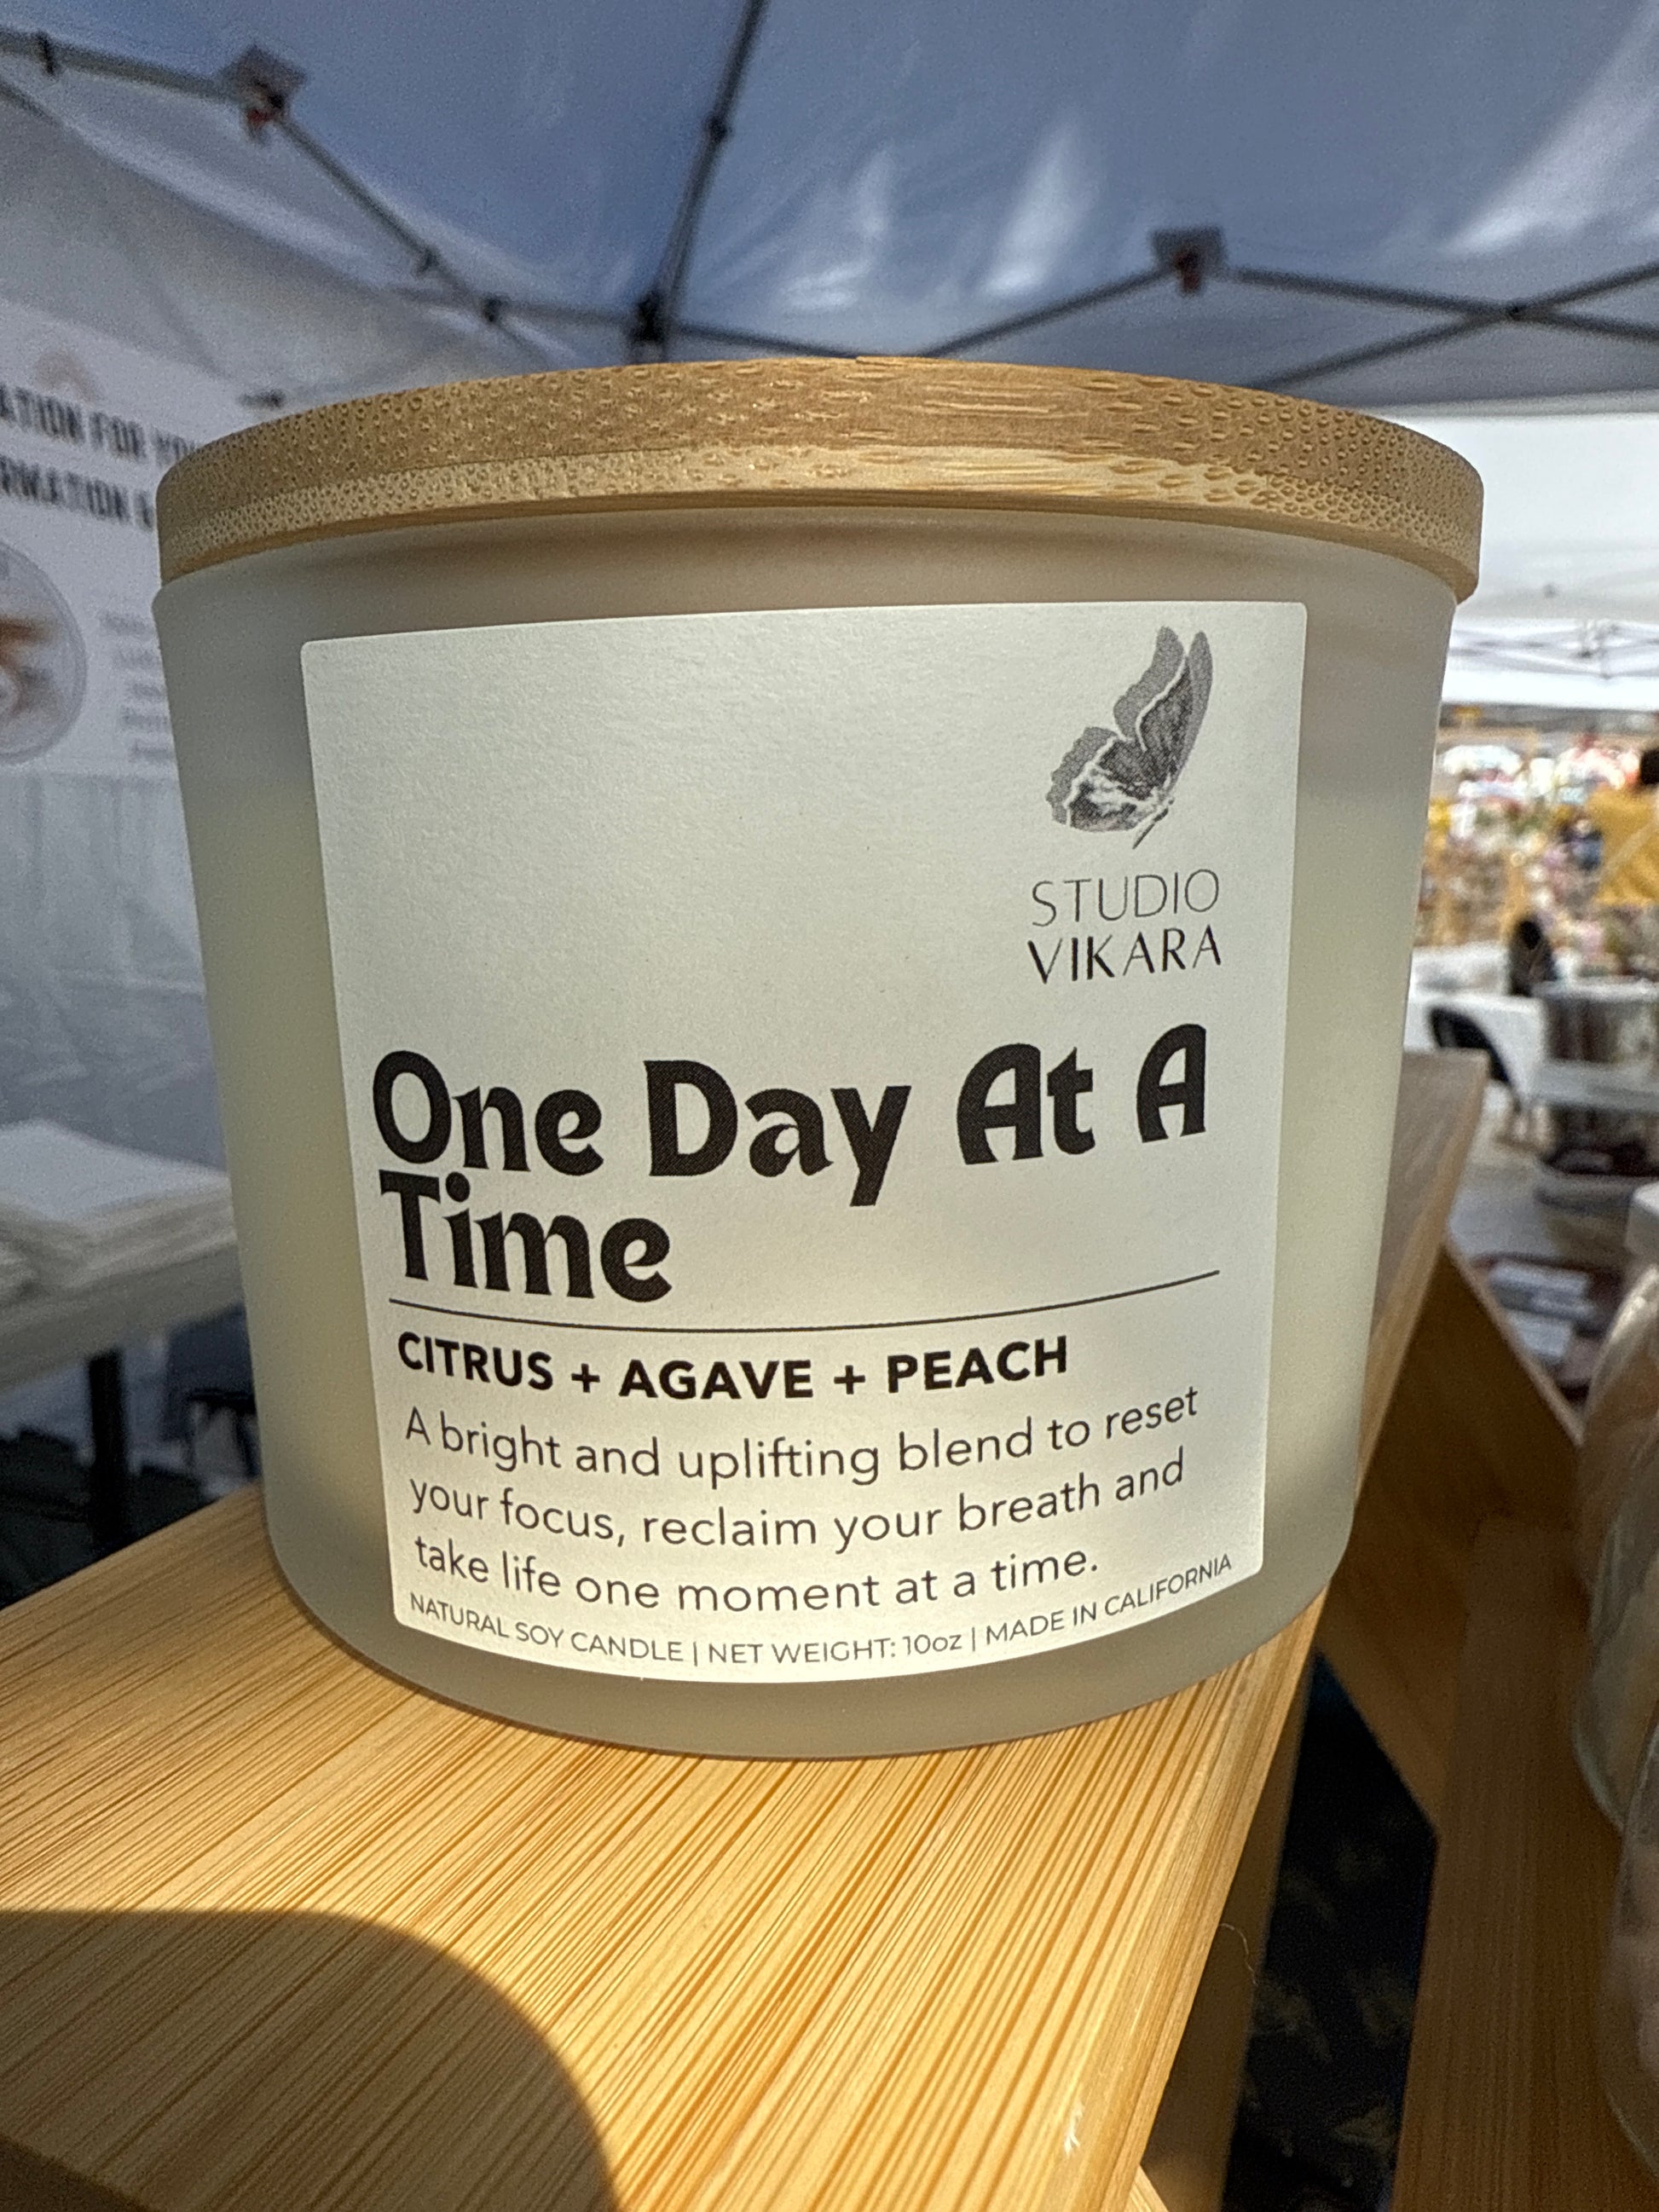 STUDIO
VIKARA
One Day At A
Time
CITRUS + AGAVE + PEACH
A bright and uplifting blend to reset
your focus, reclaim your breath and
take life one moment at a time.
NATURAL SOY CANDLE | NET WEIGHT: 10oz | MADE IN CALIFORNIA
FOR